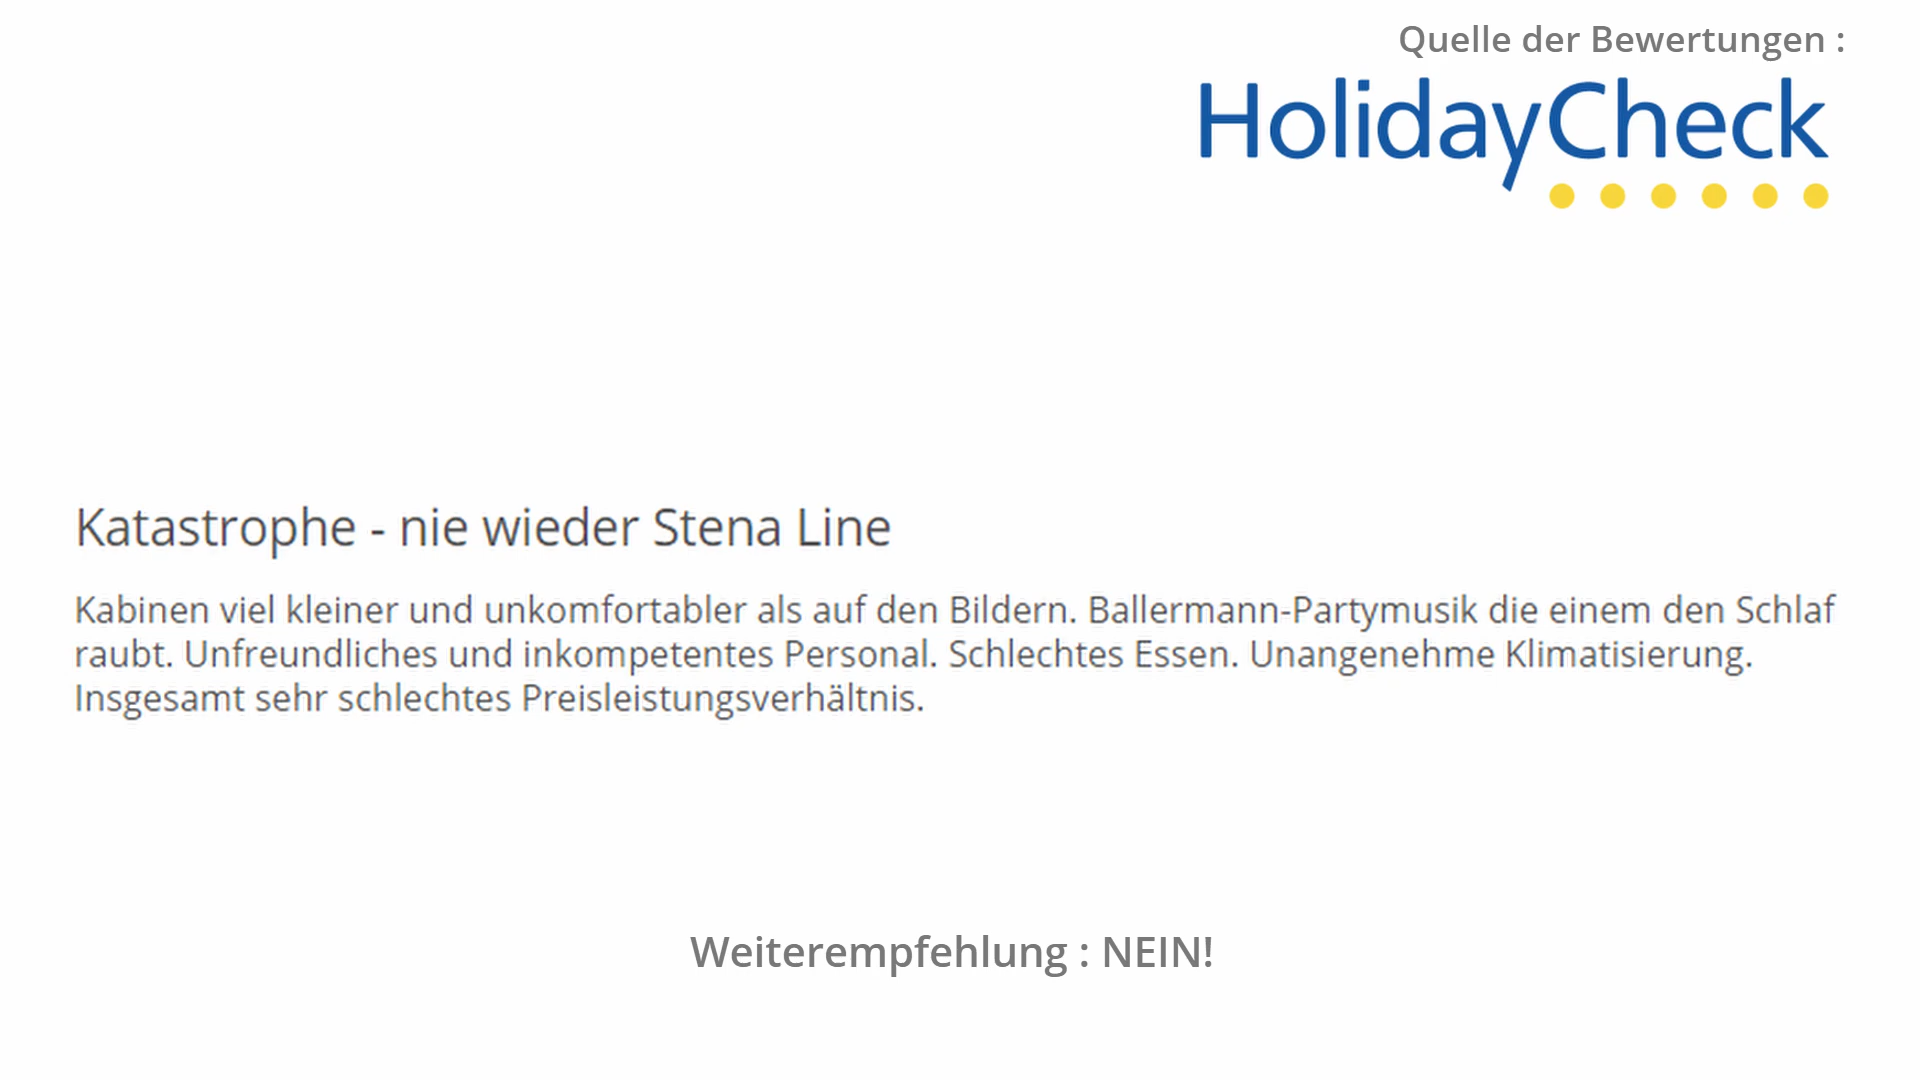 Quelle der Bewertungen :
HolidayCheck
Katastrophe - nie wieder Stena Line
Kabinen viel kleiner und unkomfortabler als auf den Bildern. Ballermann-Partymusik die einem den Schlaf
raubt. Unfreundliches und inkompetentes Personal. Schlechtes Essen. Unangenehme Klimatisierung.
Insgesamt sehr schlechtes Preisleistungsverhältnis.
Weiterempfehlung : NEIN!